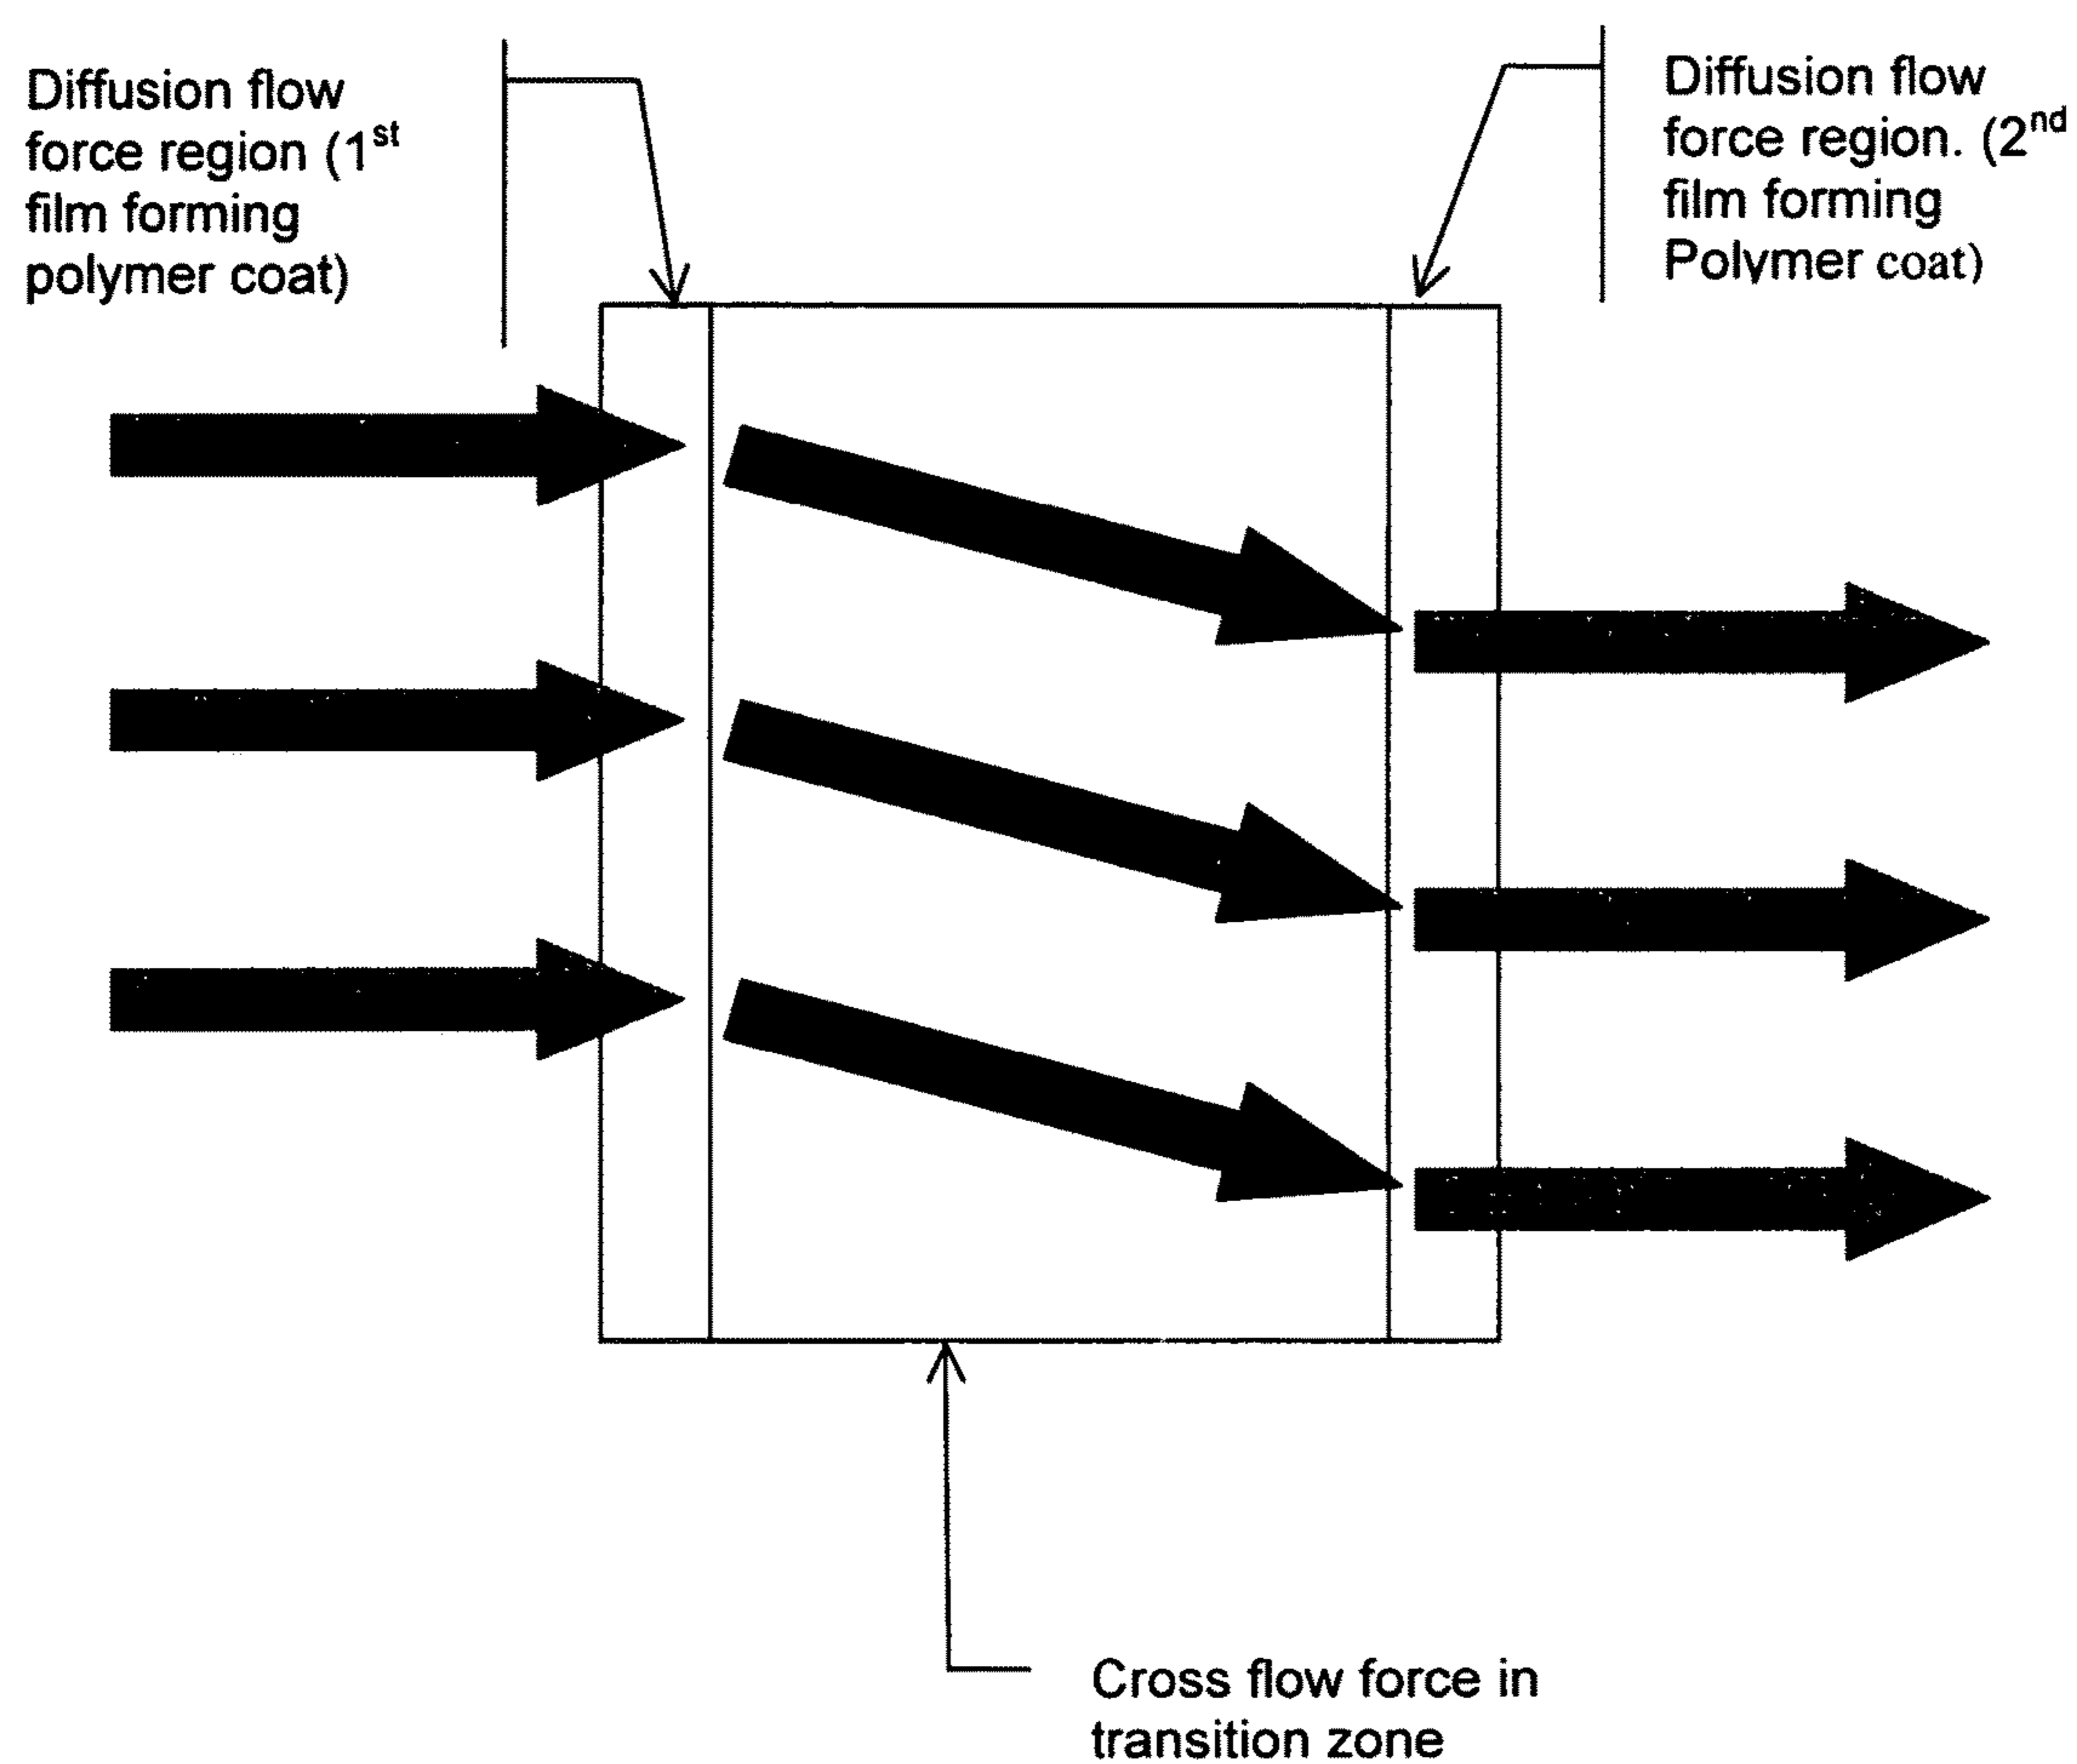 Diffusion flow
force region (1st
film forming
polymer coat)
Diffusion flow
force region. (2nd
film forming
Polymer coat)
Cross flow force in
transition zone